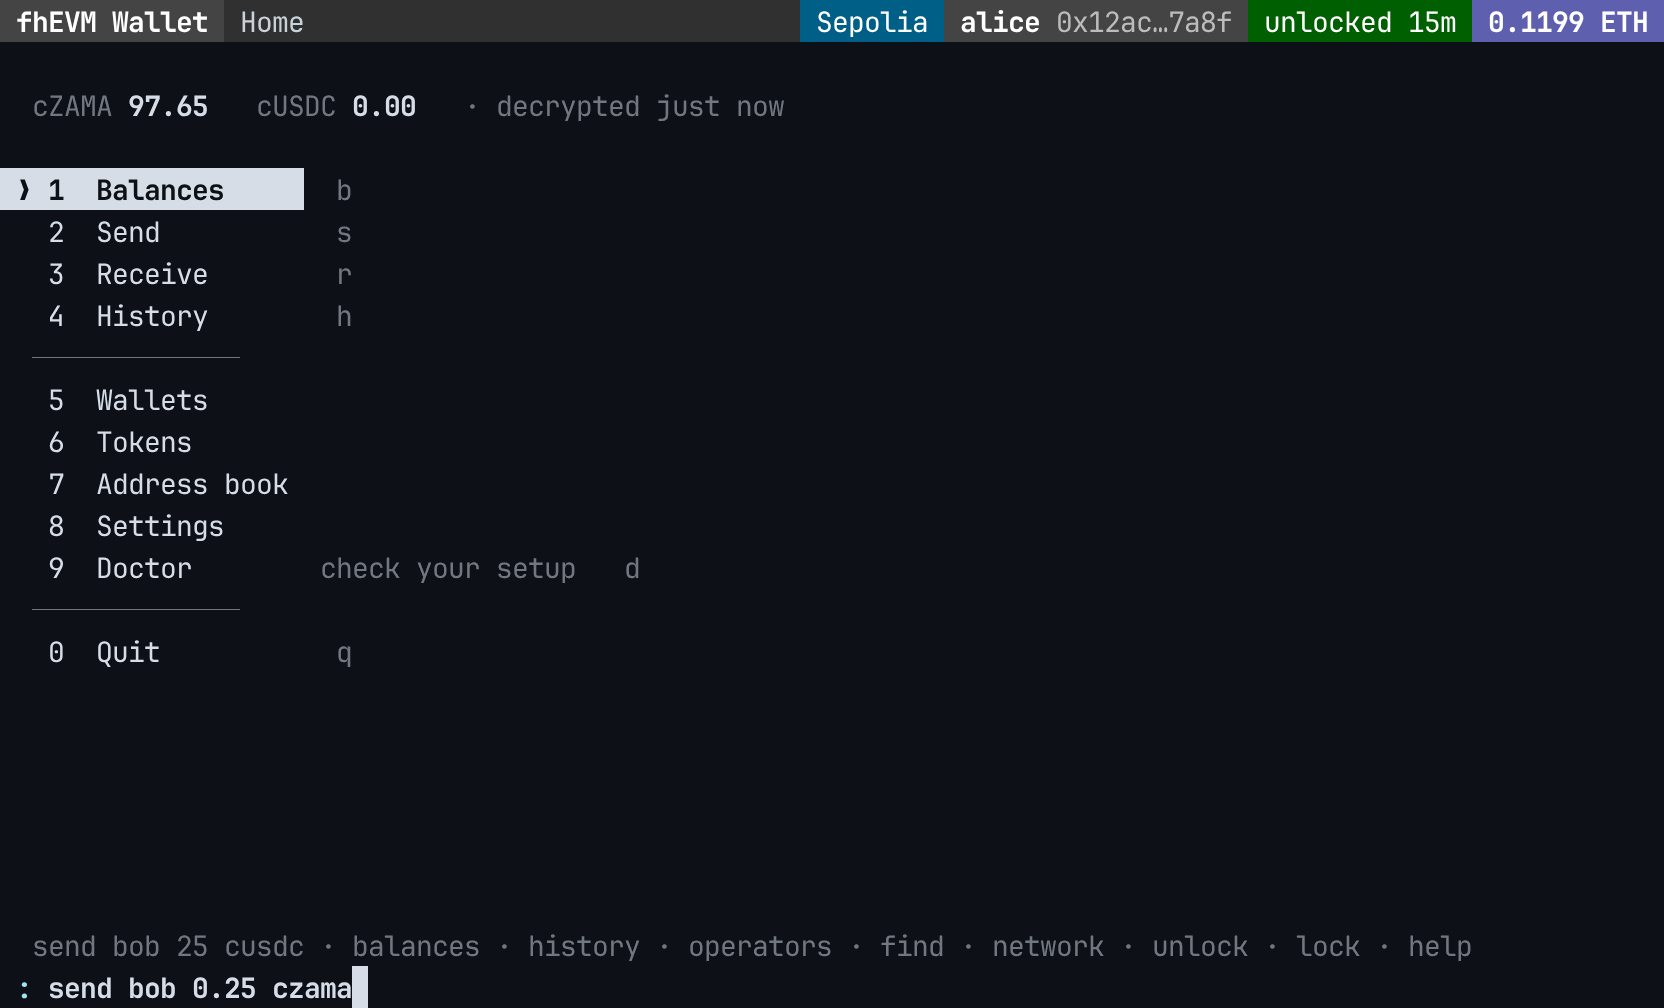 fhEVM Wallet Home Sepolia alice 0x12ac…7a8f unlocked 15m 0.1199 ETH
cZAMA 97.65 cUSDC 0.00 · decrypted just now
❯ 1 Balances b
2 Send s
3 Receive r
4 History h
5 Wallets
6 Tokens
7 Address book
8 Settings
9 Doctor check your setup d
0 Quit q
send bob 25 cusdc · balances · history · operators · find · network · unlock · lock · help
: send bob 0.25 czama